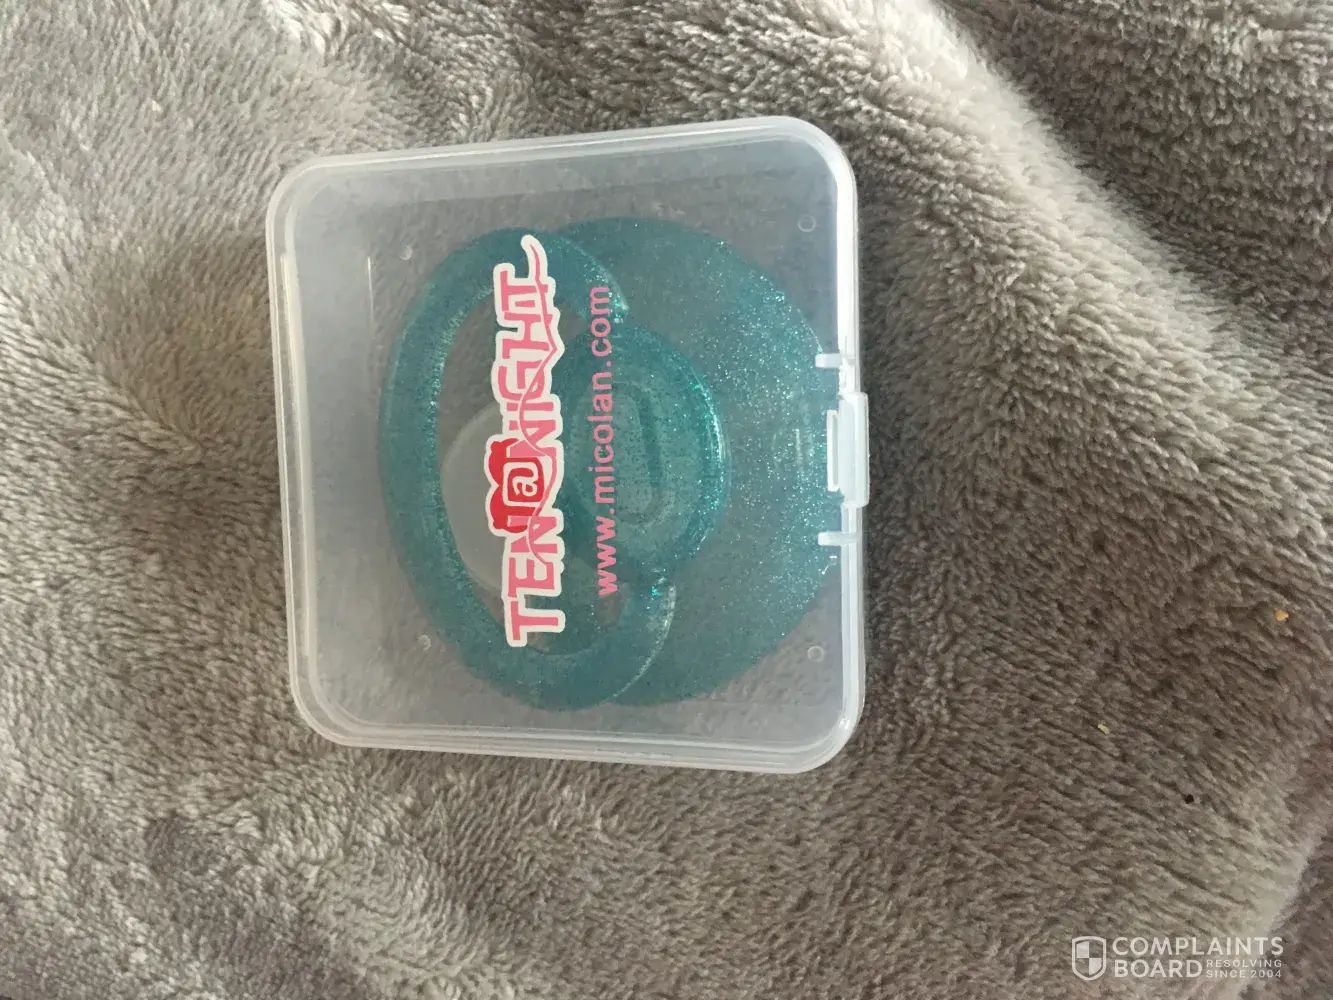 TEN@NIGHT
www.micolan.com
COMPLAINTS
BOARD RESOLVING
SINCE 2004